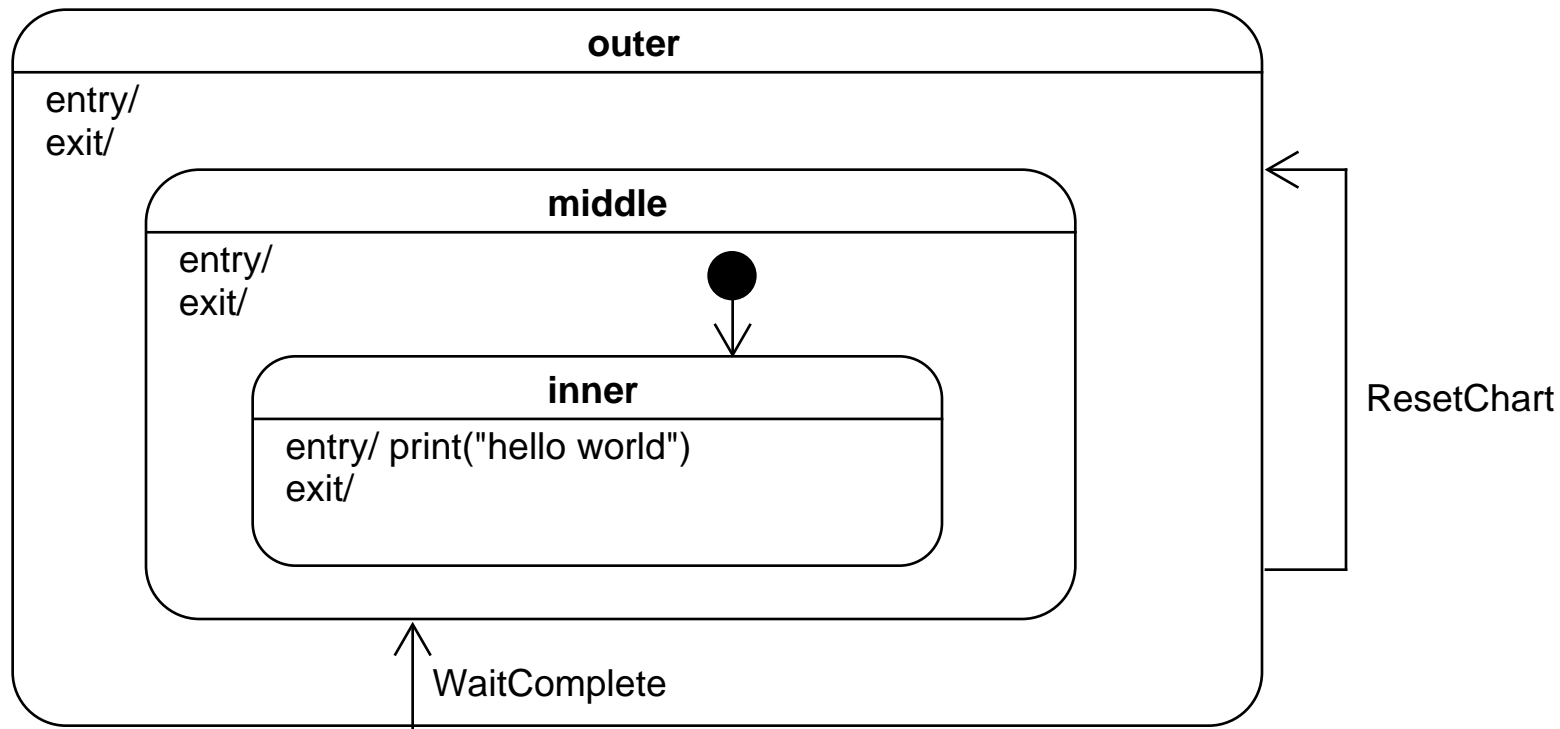 outer
entry/
exit/
middle
entry/
exit/
inner
entry/ print("hello world")
exit/
ResetChart
WaitComplete